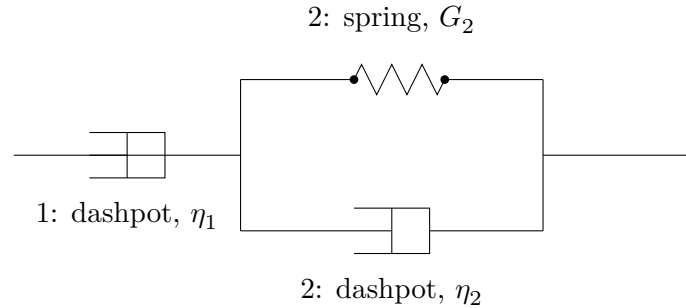 2: spring, G₂
1: dashpot, η₁
2: dashpot, η₂